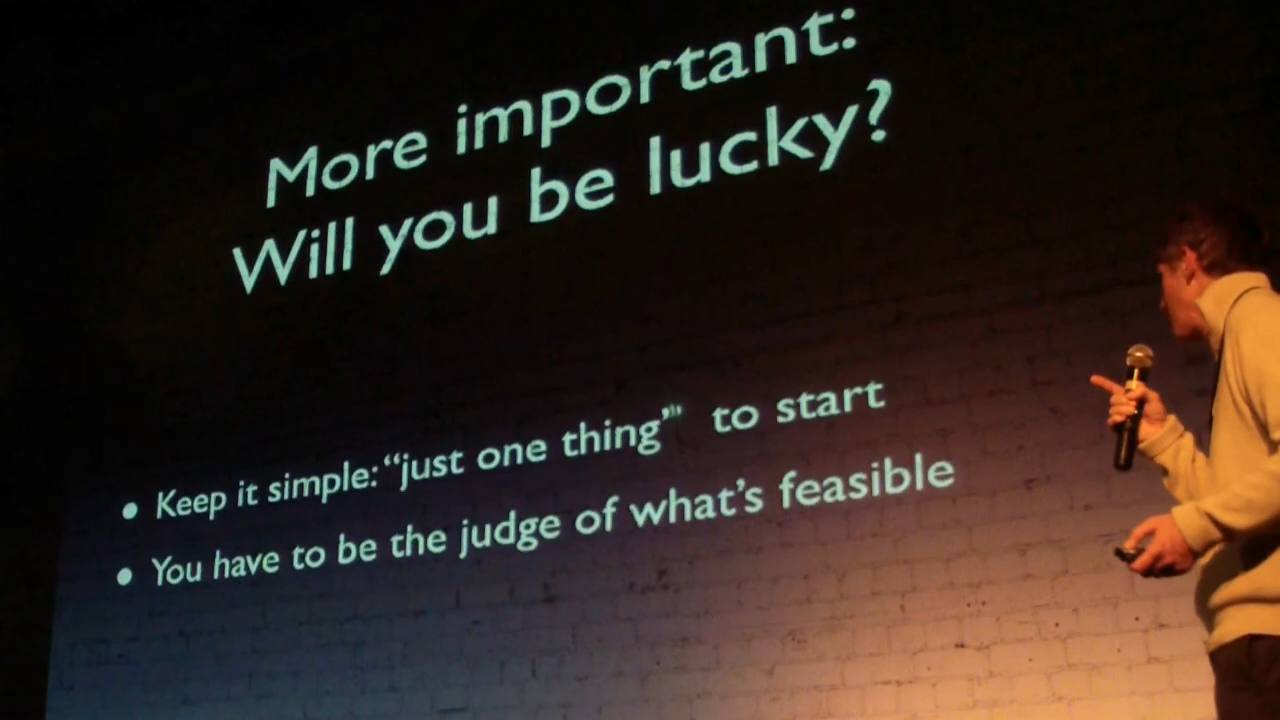 More important:
Will you be lucky?
• Keep it simple: “just one thing’” to start
• You have to be the judge of what’s feasible